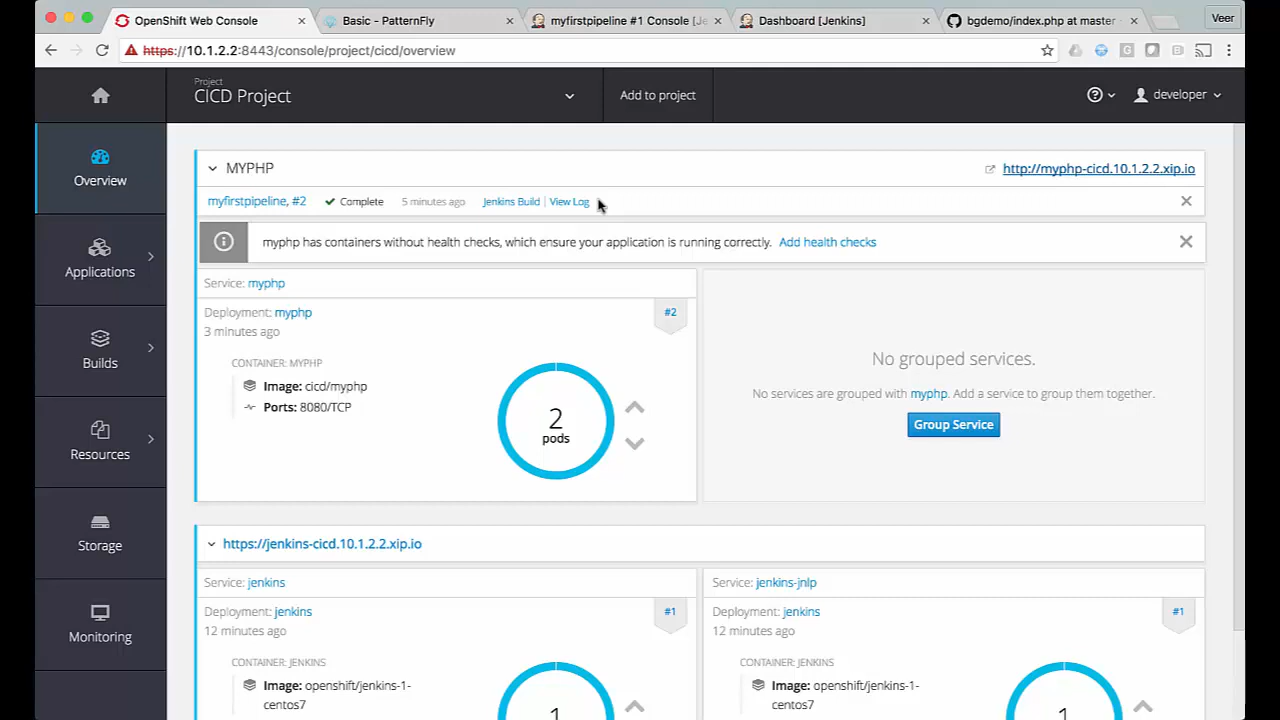 OpenShift Web Console
Basic - PatternFly
myfirstpipeline #1 Console [Je
Dashboard [Jenkins]
bgdemo/index.php at master
Veer
https://10.1.2.2:8443/console/project/cicd/overview
Project
CICD Project
Add to project
developer
Overview
Applications
Builds
Resources
Storage
Monitoring
MYPHP
http://myphp-cicd.10.1.2.2.xip.io
myfirstpipeline, #2 Complete 5 minutes ago Jenkins Build | View Log
myphp has containers without health checks, which ensure your application is running correctly. Add health checks
Service: myphp
Deployment: myphp
#2
3 minutes ago
CONTAINER: MYPHP
Image: cicd/myphp
Ports: 8080/TCP
2
pods
No grouped services.
No services are grouped with myphp. Add a service to group them together.
Group Service
https://jenkins-cicd.10.1.2.2.xip.io
Service: jenkins
Deployment: jenkins
#1
12 minutes ago
CONTAINER: JENKINS
Image: openshift/jenkins-1-
centos7
1
Service: jenkins-jnlp
Deployment: jenkins
#1
12 minutes ago
CONTAINER: JENKINS
Image: openshift/jenkins-1-
centos7
1